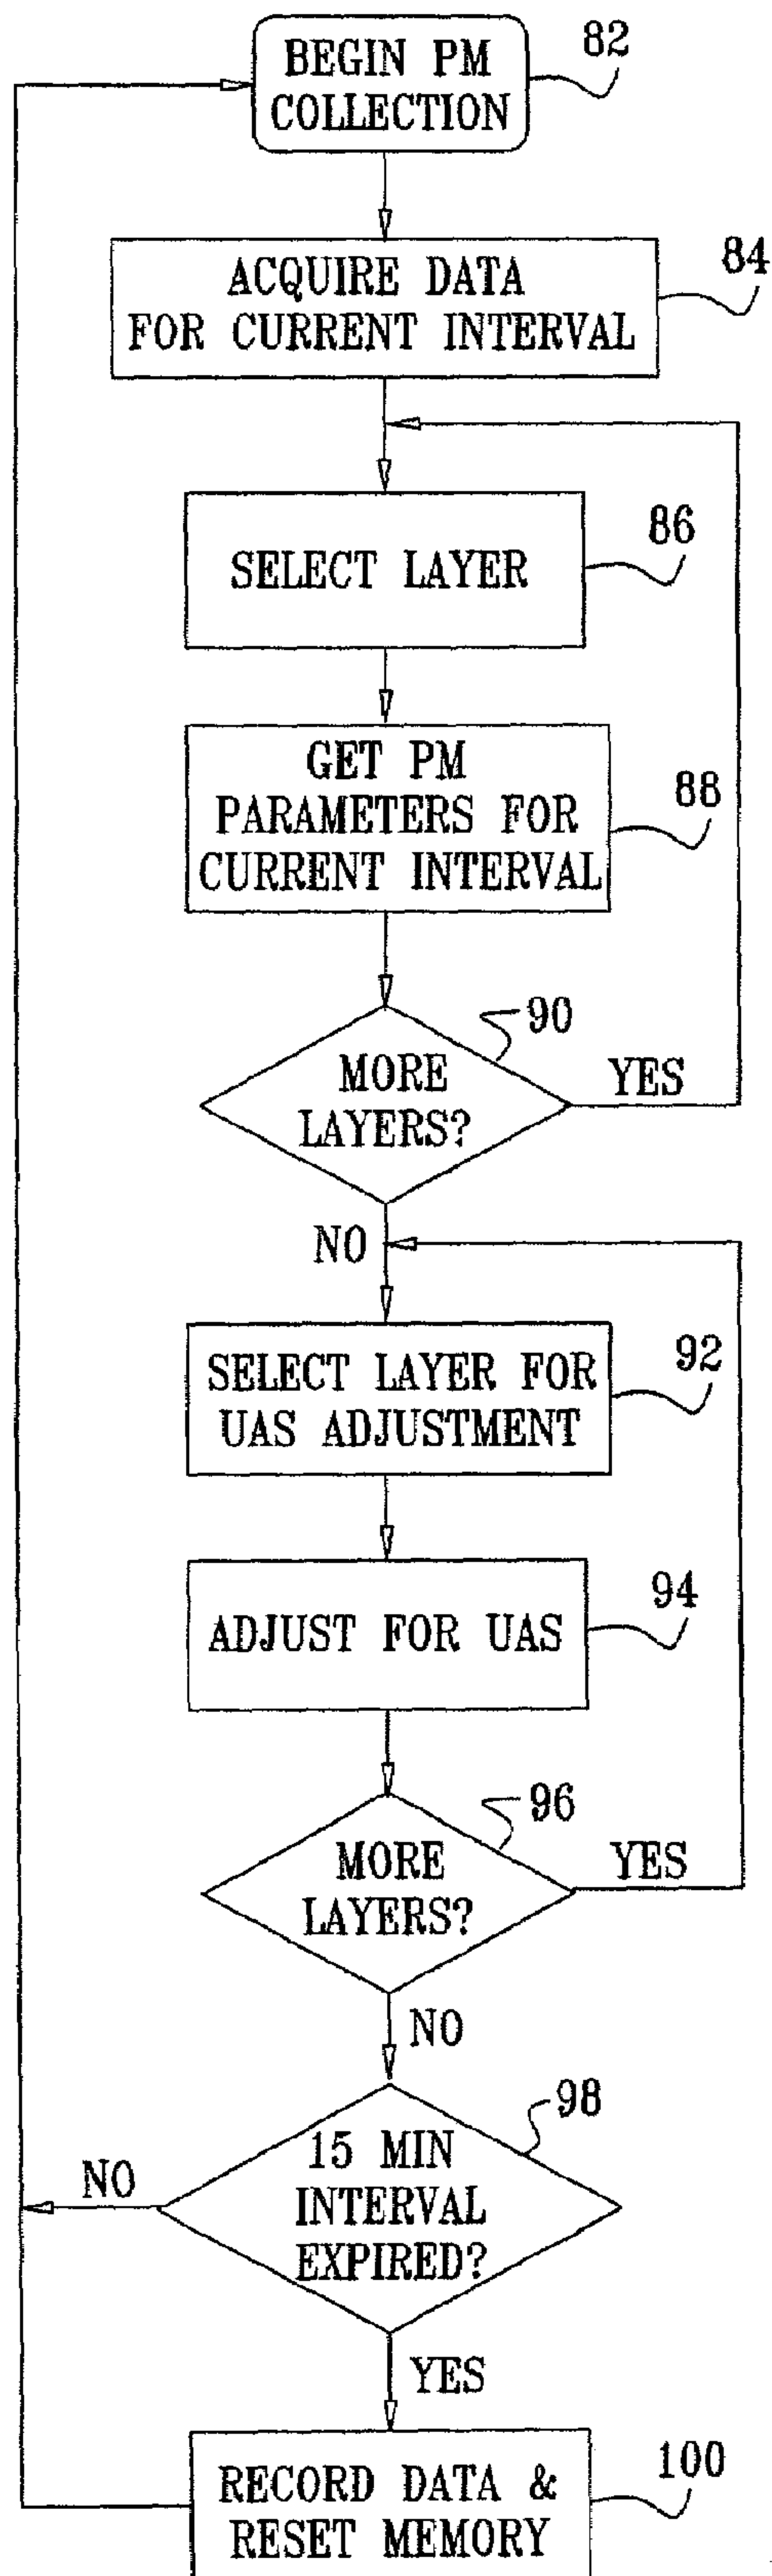 BEGIN PM
COLLECTION
82
ACQUIRE DATA
FOR CURRENT INTERVAL
84
SELECT LAYER
86
GET PM
PARAMETERS FOR
CURRENT INTERVAL
88
MORE
LAYERS?
90
YES
NO
SELECT LAYER FOR
UAS ADJUSTMENT
92
ADJUST FOR UAS
94
MORE
LAYERS?
96
YES
NO
15 MIN
INTERVAL
EXPIRED?
98
NO
YES
RECORD DATA &
RESET MEMORY
100